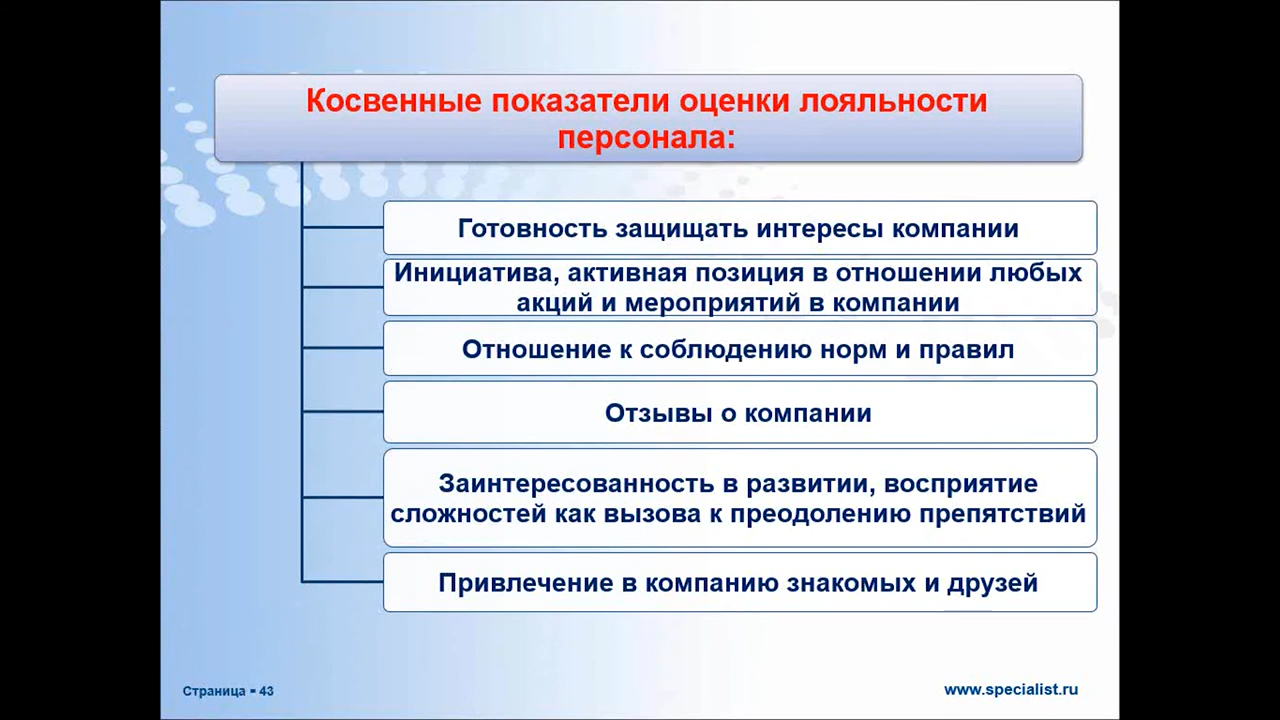 Косвенные показатели оценки лояльности
персонала:
Готовность защищать интересы компании
Инициатива, активная позиция в отношении любых
акций и мероприятий в компании
Отношение к соблюдению норм и правил
Отзывы о компании
Заинтересованность в развитии, восприятие
сложностей как вызова к преодолению препятствий
Привлечение в компанию знакомых и друзей
Страница ▪ 43
www.specialist.ru